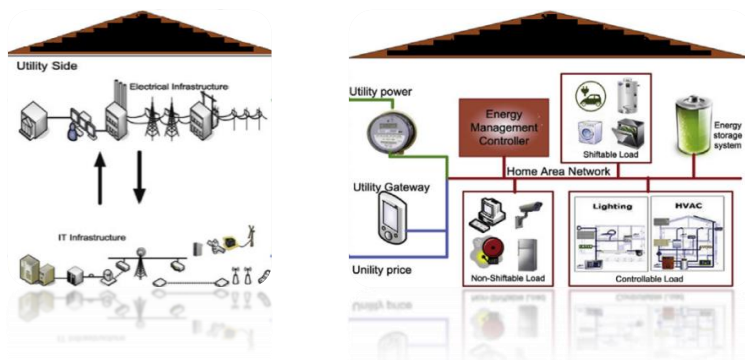 Utility Side
Electrical Infrastructure
IT Infrastructure
Utility power
Energy
Management
Controller
Shiftable Load
Energy
storage
system
Home Area Network
Utility Gateway
Lighting
HVAC
Unility price
Non-Shiftable Load
Controllable Load